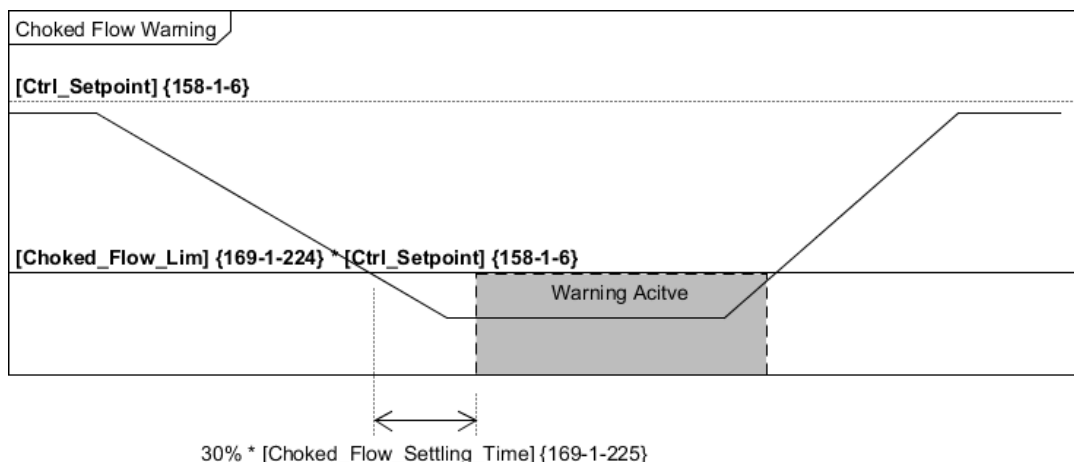 Choked Flow Warning
[Ctrl_Setpoint] {158-1-6}
[Choked_Flow_Lim] {169-1-224} * [Ctrl_Setpoint] {158-1-6}
Warning Acitve
30% * [Choked_Flow_Settling_Time] {169-1-225}